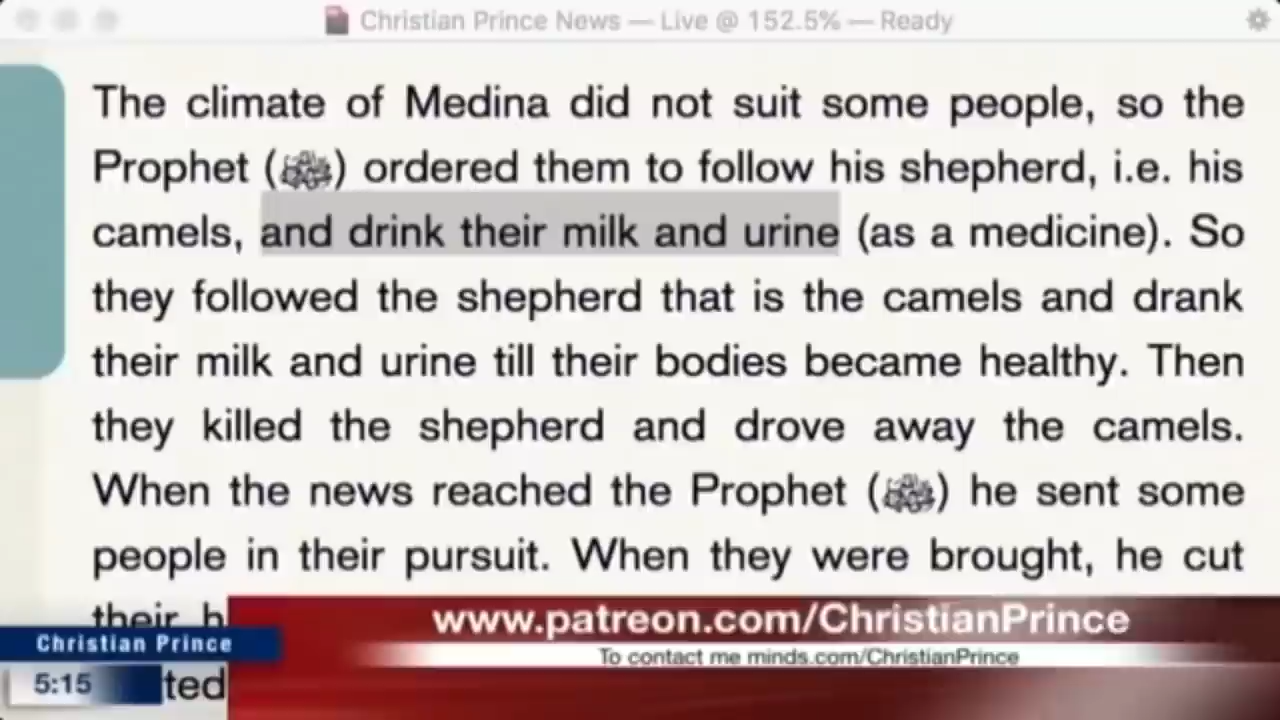 Christian Prince News — Live @ 152.5% — Ready
The climate of Medina did not suit some people, so the
Prophet (ﷺ) ordered them to follow his shepherd, i.e. his
camels, and drink their milk and urine (as a medicine). So
they followed the shepherd that is the camels and drank
their milk and urine till their bodies became healthy. Then
they killed the shepherd and drove away the camels.
When the news reached the Prophet (ﷺ) he sent some
people in their pursuit. When they were brought, he cut
their h
ted
www.patreon.com/ChristianPrince
To contact me minds.com/ChristianPrince
Christian Prince
5:15